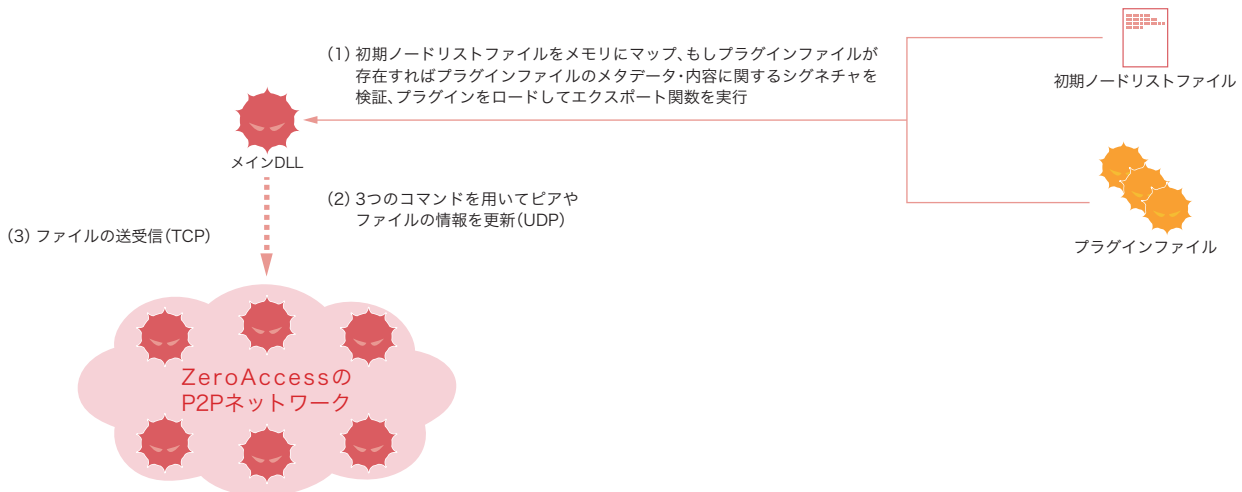 (1) 初期ノードリストファイルをメモリにマップ、もしプラグインファイルが
存在すればプラグインファイルのメタデータ・内容に関するシグネチャを
検証、プラグインをロードしてエクスポート関数を実行
初期ノードリストファイル
メインDLL
(2) 3つのコマンドを用いてピアや
ファイルの情報を更新(UDP)
(3) ファイルの送受信(TCP)
プラグインファイル
ZeroAccessの
P2Pネットワーク